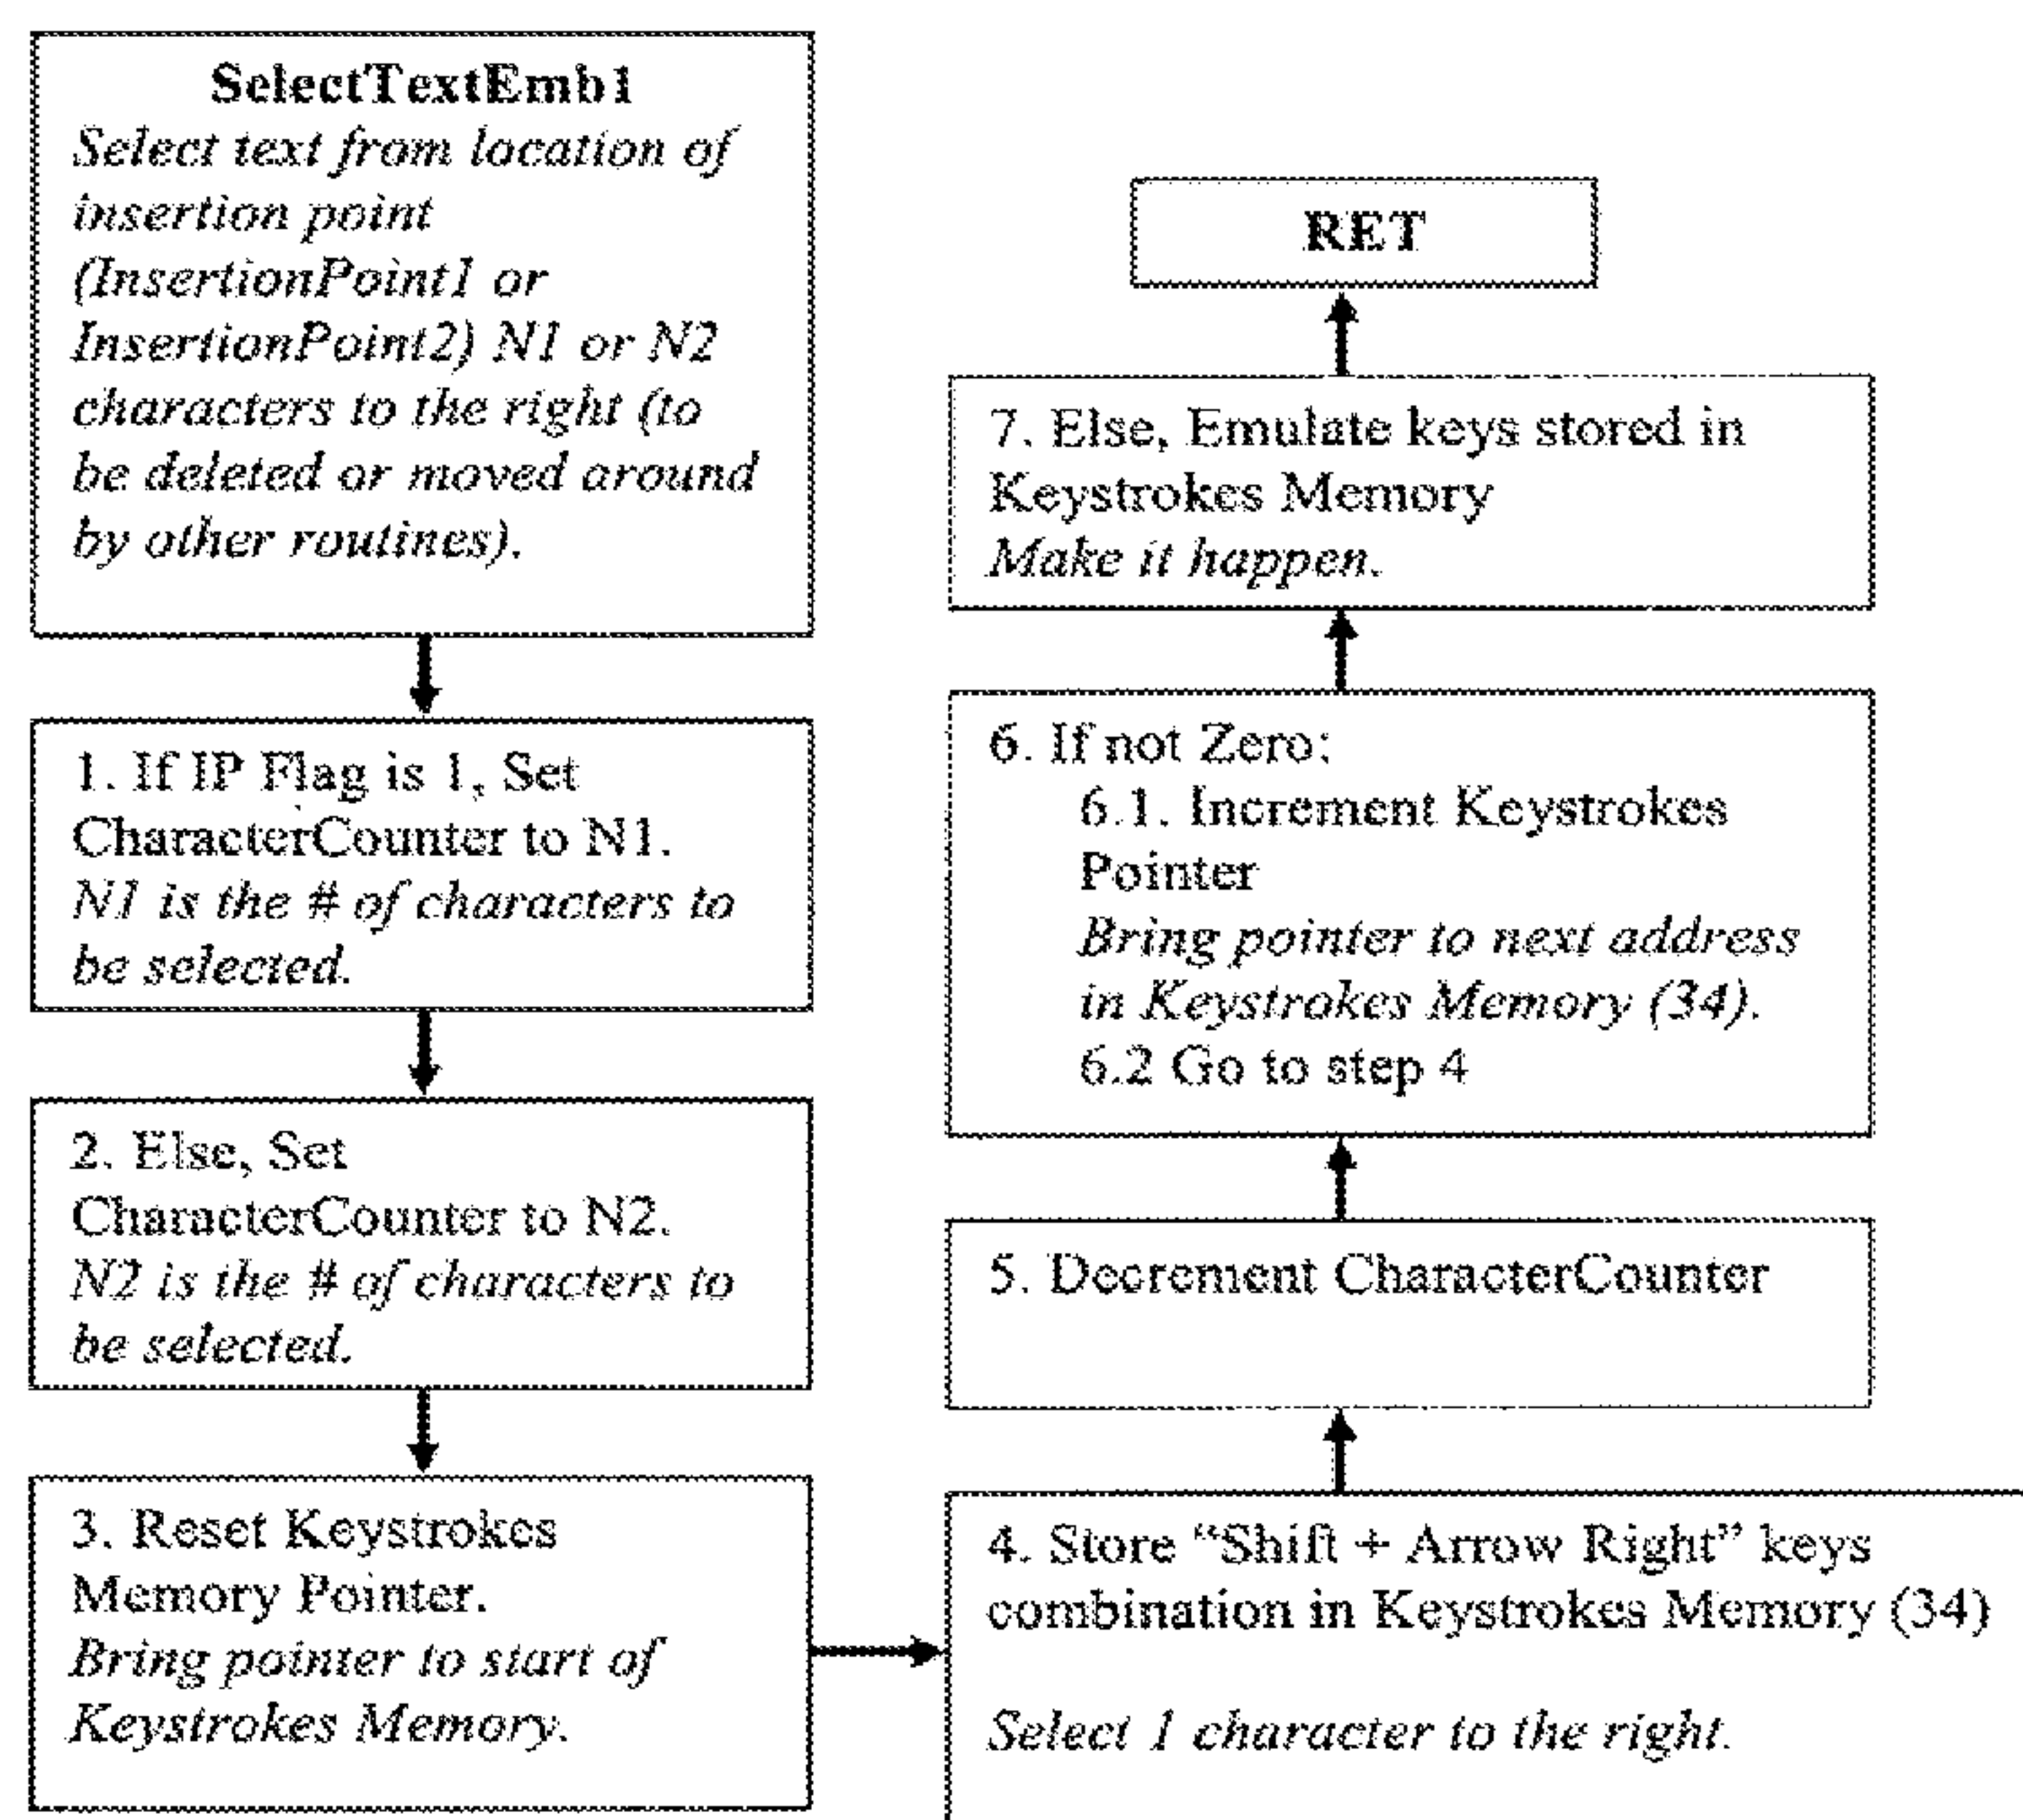 SelectTextEmb1
Select text from location of
insertion point
(InsertionPoint1 or
InsertionPoint2) N1 or N2
characters to the right (to
be deleted or moved around
by other routines).
1. If IP Flag is 1, Set
CharacterCounter to N1.
N1 is the # of characters to
be selected.
2. Else, Set
CharacterCounter to N2.
N2 is the # of characters to
be selected.
3. Reset Keystrokes
Memory Pointer.
Bring pointer to start of
Keystrokes Memory.
4. Store “Shift + Arrow Right” keys
combination in Keystrokes Memory (34)
Select 1 character to the right.
5. Decrement CharacterCounter
6. If not Zero:
6.1. Increment Keystrokes
Pointer
Bring pointer to next address
in Keystrokes Memory (34).
6.2 Go to step 4
7. Else, Emulate keys stored in
Keystrokes Memory
Make it happen.
RET